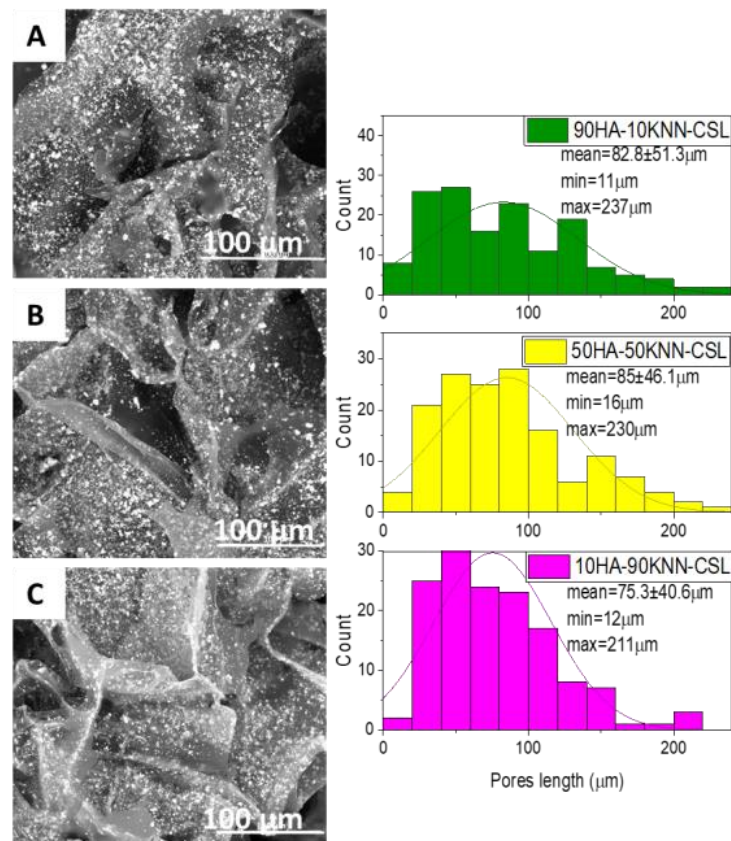 A
100 μm
B
100 μm
C
100 μm
90HA-10KNN-CSL
mean=82.8±51.3μm
min=11μm
max=237μm
Count
40
30
20
10
0
0 100 200
50HA-50KNN-CSL
mean=85±46.1μm
min=16μm
max=230μm
Count
30
20
10
0
0 100 200
10HA-90KNN-CSL
mean=75.3±40.6μm
min=12μm
max=211μm
Count
30
20
10
0
0 100 200
Pores length (μm)